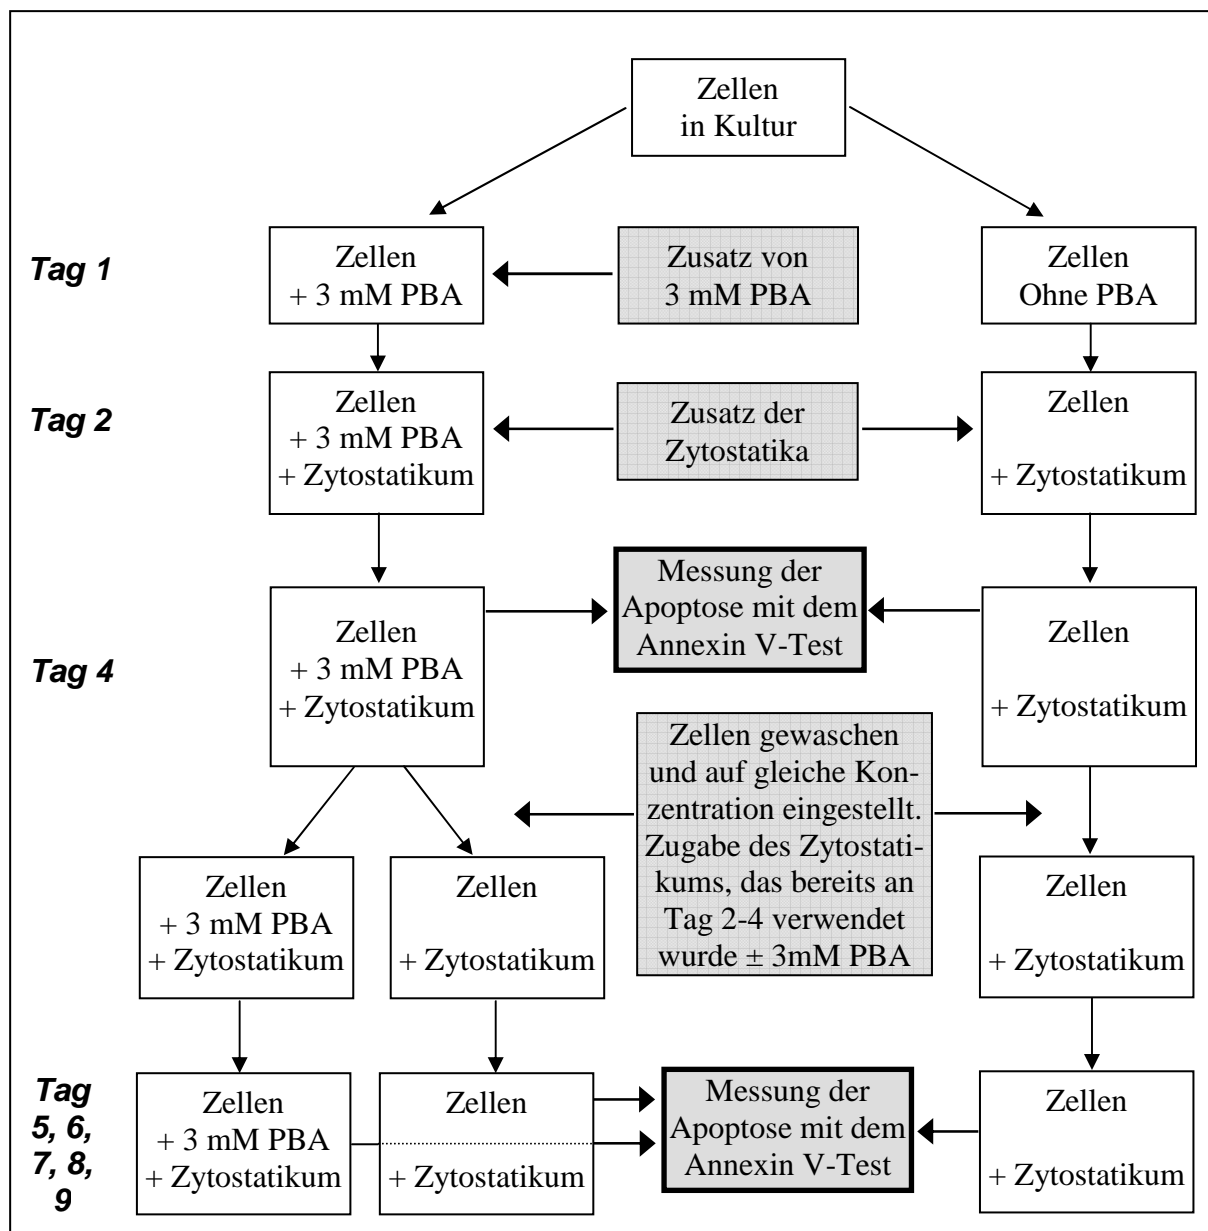 Zellen
in Kultur
Tag 1
Zellen
+ 3 mM PBA
Zusatz von
3 mM PBA
Zellen
Ohne PBA
Tag 2
Zellen
+ 3 mM PBA
+ Zytostatikum
Zusatz der
Zytostatika
Zellen
+ Zytostatikum
Tag 4
Zellen
+ 3 mM PBA
+ Zytostatikum
Messung der
Apoptose mit dem
Annexin V-Test
Zellen
+ Zytostatikum
Zellen gewaschen
und auf gleiche Kon-
zentration eingestellt.
Zugabe des Zytostati-
kums, das bereits an
Tag 2-4 verwendet
wurde ± 3mM PBA
Zellen
+ 3 mM PBA
+ Zytostatikum
Zellen
+ Zytostatikum
Zellen
+ Zytostatikum
Tag
5, 6,
7, 8,
9
Zellen
+ 3 mM PBA
+ Zytostatikum
Zellen
+ Zytostatikum
Messung der
Apoptose mit dem
Annexin V-Test
Zellen
+ Zytostatikum